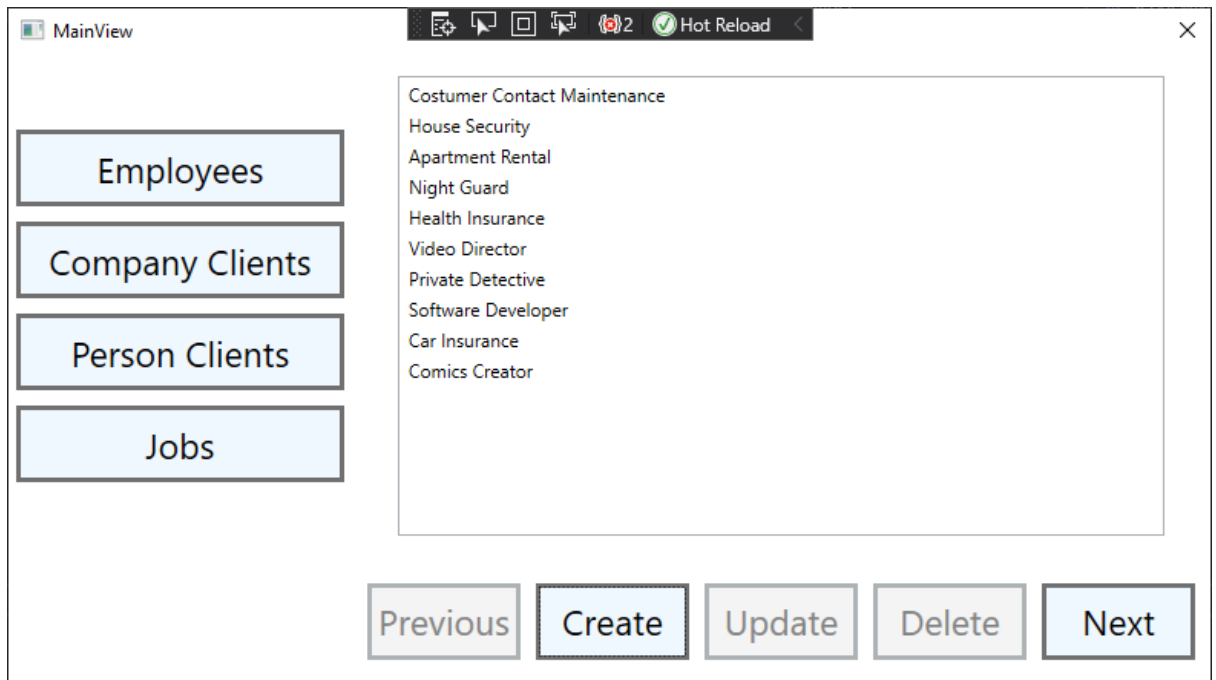 MainView
2
Hot Reload
Employees
Company Clients
Person Clients
Jobs
Costumer Contact Maintenance
House Security
Apartment Rental
Night Guard
Health Insurance
Video Director
Private Detective
Software Developer
Car Insurance
Comics Creator
Previous
Create
Update
Delete
Next